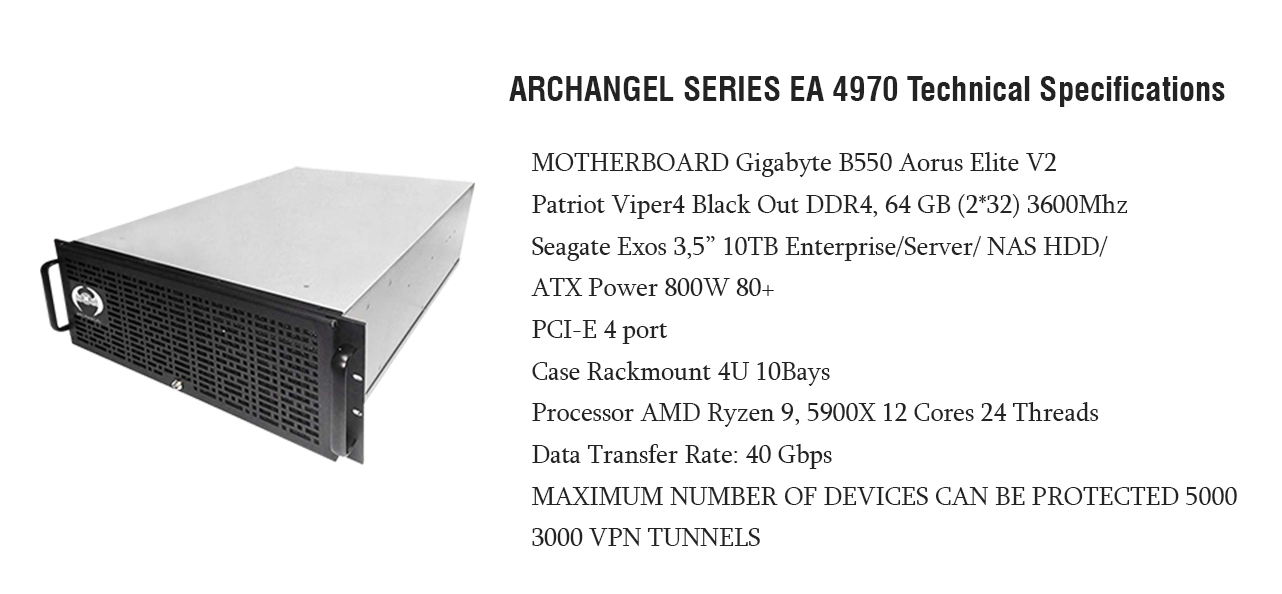 ARCHANGEL SERIES EA 4970 Technical Specifications
MOTHERBOARD Gigabyte B550 Aorus Elite V2
Patriot Viper4 Black Out DDR4, 64 GB (2*32) 3600Mhz
Seagate Exos 3,5” 10TB Enterprise/Server/ NAS HDD/
ATX Power 800W 80+
PCI-E 4 port
Case Rackmount 4U 10Bays
Processor AMD Ryzen 9, 5900X 12 Cores 24 Threads
Data Transfer Rate: 40 Gbps
MAXIMUM NUMBER OF DEVICES CAN BE PROTECTED 5000
3000 VPN TUNNELS